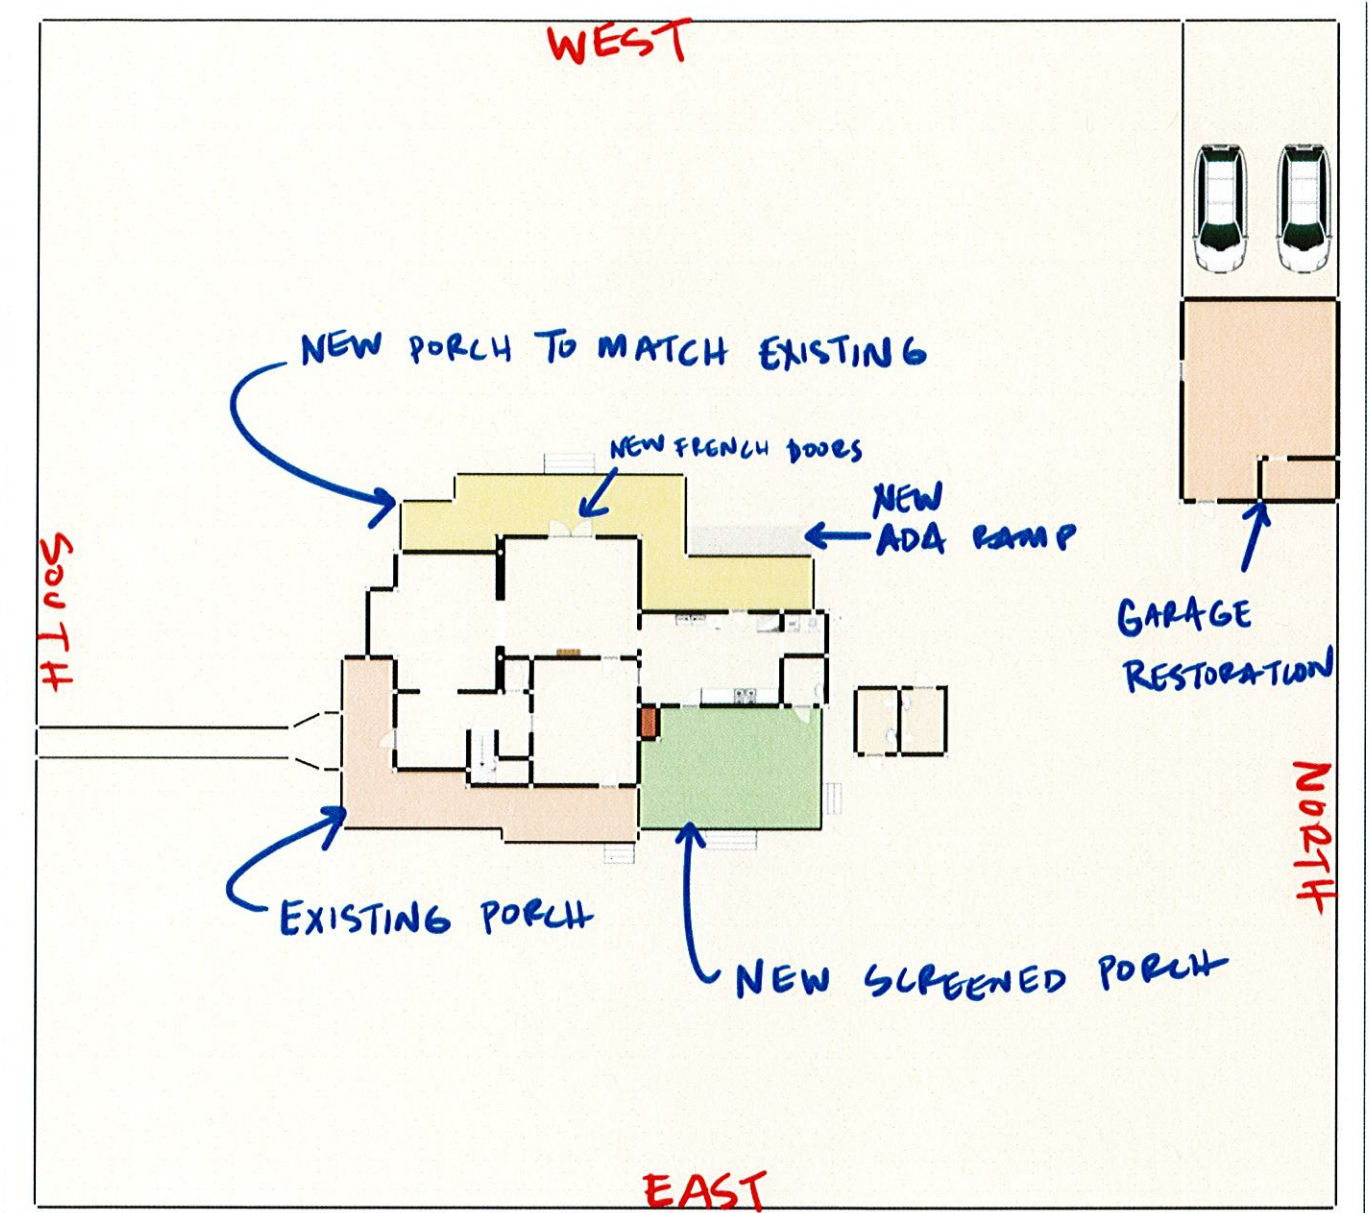 WEST
NEW PORCH TO MATCH EXISTING
NEW FRENCH DOORS
NEW
ADA RAMP
SOUTH
GARAGE
RESTORATION
NORTH
EXISTING PORCH
NEW SCREENED PORCH
EAST